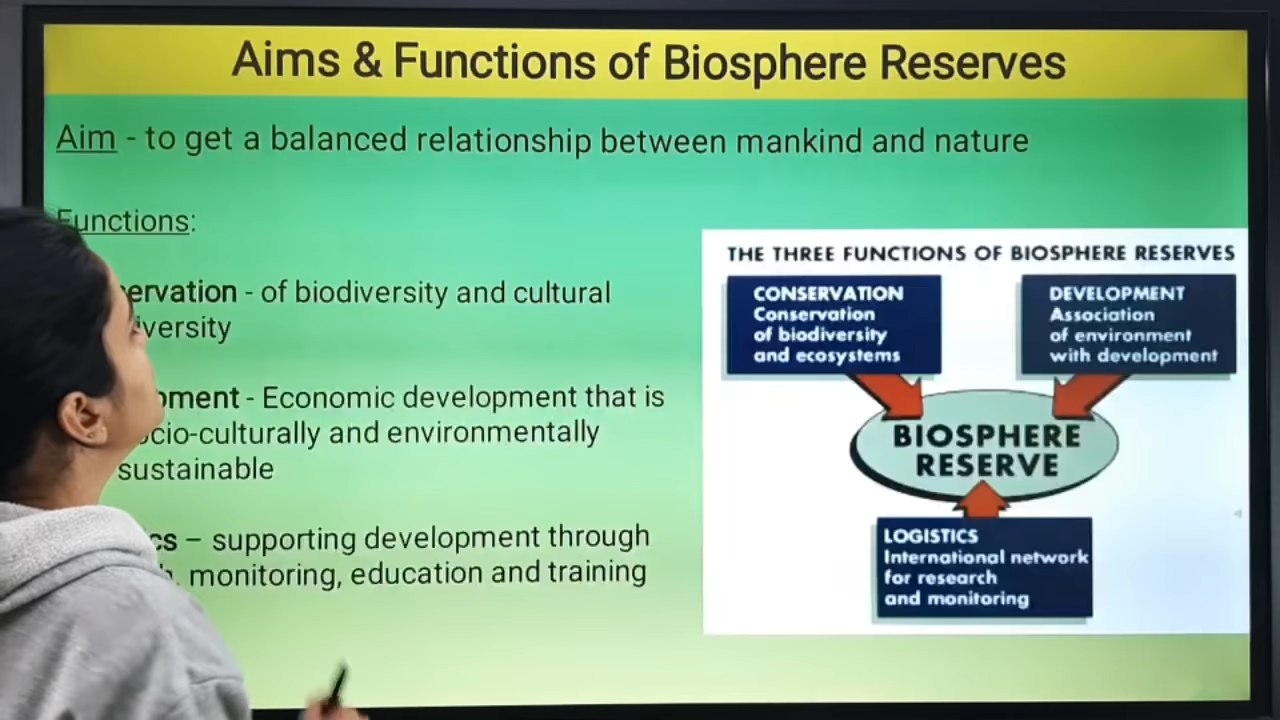 Aims & Functions of Biosphere Reserves
Aim - to get a balanced relationship between mankind and nature
Functions:
ervation - of biodiversity and cultural
iversity
pment - Economic development that is
cio-culturally and environmentally
sustainable
cs – supporting development through
h, monitoring, education and training
THE THREE FUNCTIONS OF BIOSPHERE RESERVES
CONSERVATION
Conservation
of biodiversity
and ecosystems
DEVELOPMENT
Association
of environment
with development
BIOSPHERE
RESERVE
LOGISTICS
International network
for research
and monitoring